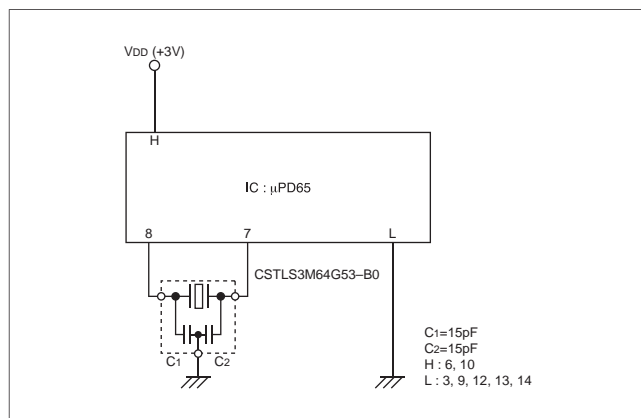 VDD (+3V)
H
IC : μPD65
8 7 L
CSTLS3M64G53–B0
C1 C2
C1=15pF
C2=15pF
H : 6, 10
L : 3, 9, 12, 13, 14